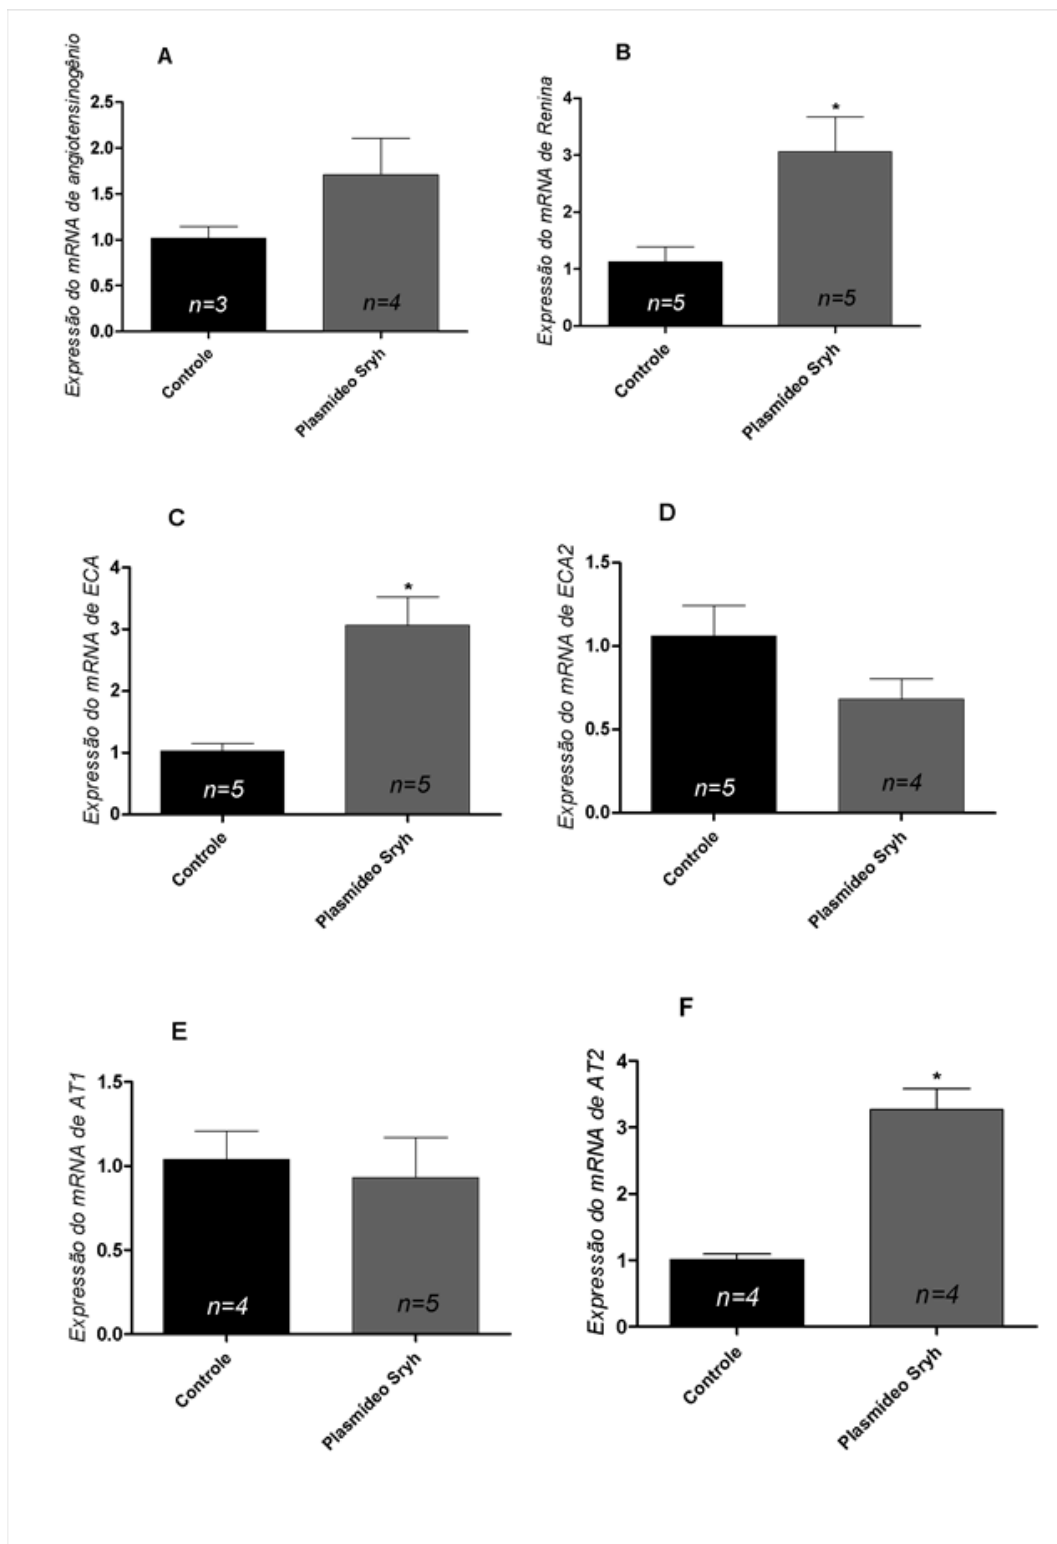 A
Expressão do mRNA de angiotensinogênio
2.5
2.0
1.5
1.0
0.5
0.0
n=3
n=4
Controle
Plasmídeo Sryh
B
Expressão do mRNA de Renina
4
3
2
1
0
*
n=5
n=5
Controle
Plasmídeo Sryh
C
Expressão do mRNA de ECA
4
3
2
1
0
*
n=5
n=5
Controle
Plasmídeo Sryh
D
Expressão do mRNA de ECA2
1.5
1.0
0.5
0.0
n=5
n=4
Controle
Plasmídeo Sryh
E
Expressão do mRNA de AT1
1.5
1.0
0.5
0.0
n=4
n=5
Controle
Plasmídeo Sryh
F
Expressão do mRNA de AT2
4
3
2
1
0
*
n=4
n=4
Controle
Plasmídeo Sryh